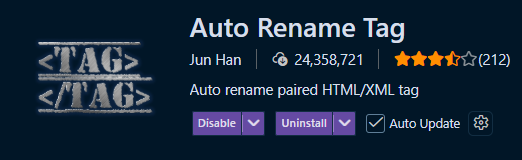 <TAG>
</TAG>
Auto Rename Tag
Jun Han 24,358,721 (212)
Auto rename paired HTML/XML tag
Disable Uninstall Auto Update